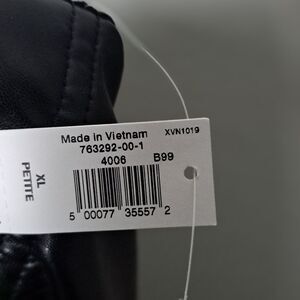 Made in Vietnam
XVN1019
763292-00-1
4006 B99
XL
PETITE
5 00077 35557 2